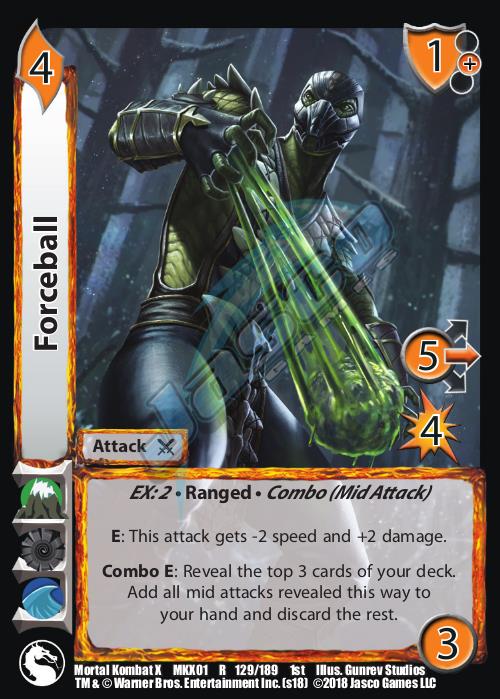 4
1
+
Forceball
5
4
Attack
EX: 2 • Ranged • Combo (Mid Attack)
E: This attack gets -2 speed and +2 damage.
Combo E: Reveal the top 3 cards of your deck.
Add all mid attacks revealed this way to
your hand and discard the rest.
3
Mortal Kombat X MKX01 R 129/189 1st Illus. Gunrev Studios
TM & © Warner Bros. Entertainment Inc. (s18) ©2018 Jasco Games LLC